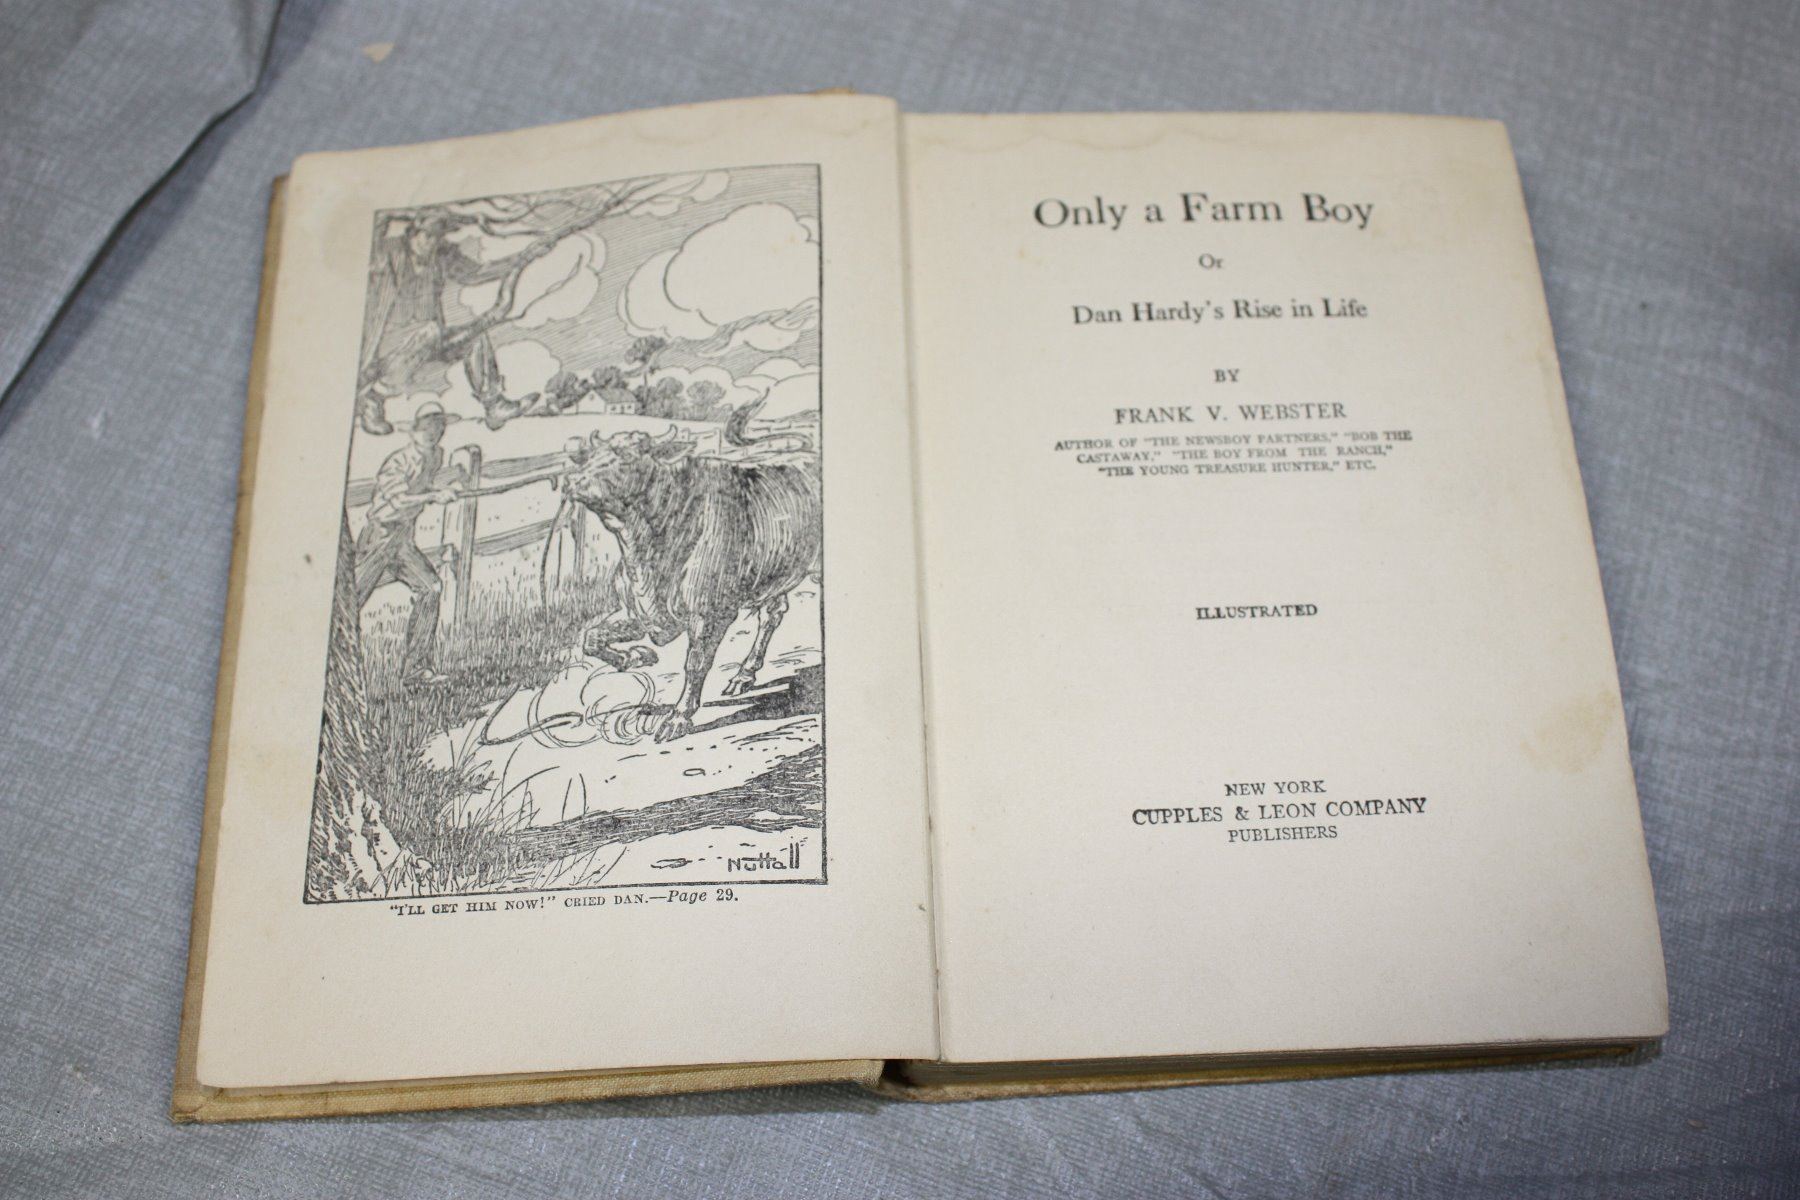 Nuttall
"I'LL GET HIM NOW!" CRIED DAN.—Page 29.
Only a Farm Boy
Or
Dan Hardy's Rise in Life
BY
FRANK V. WEBSTER
AUTHOR OF "THE NEWSBOY PARTNERS," "BOB THE
CASTAWAY," "THE BOY FROM THE RANCH,"
"THE YOUNG TREASURE HUNTER," ETC.
ILLUSTRATED
NEW YORK
CUPPLES & LEON COMPANY
PUBLISHERS